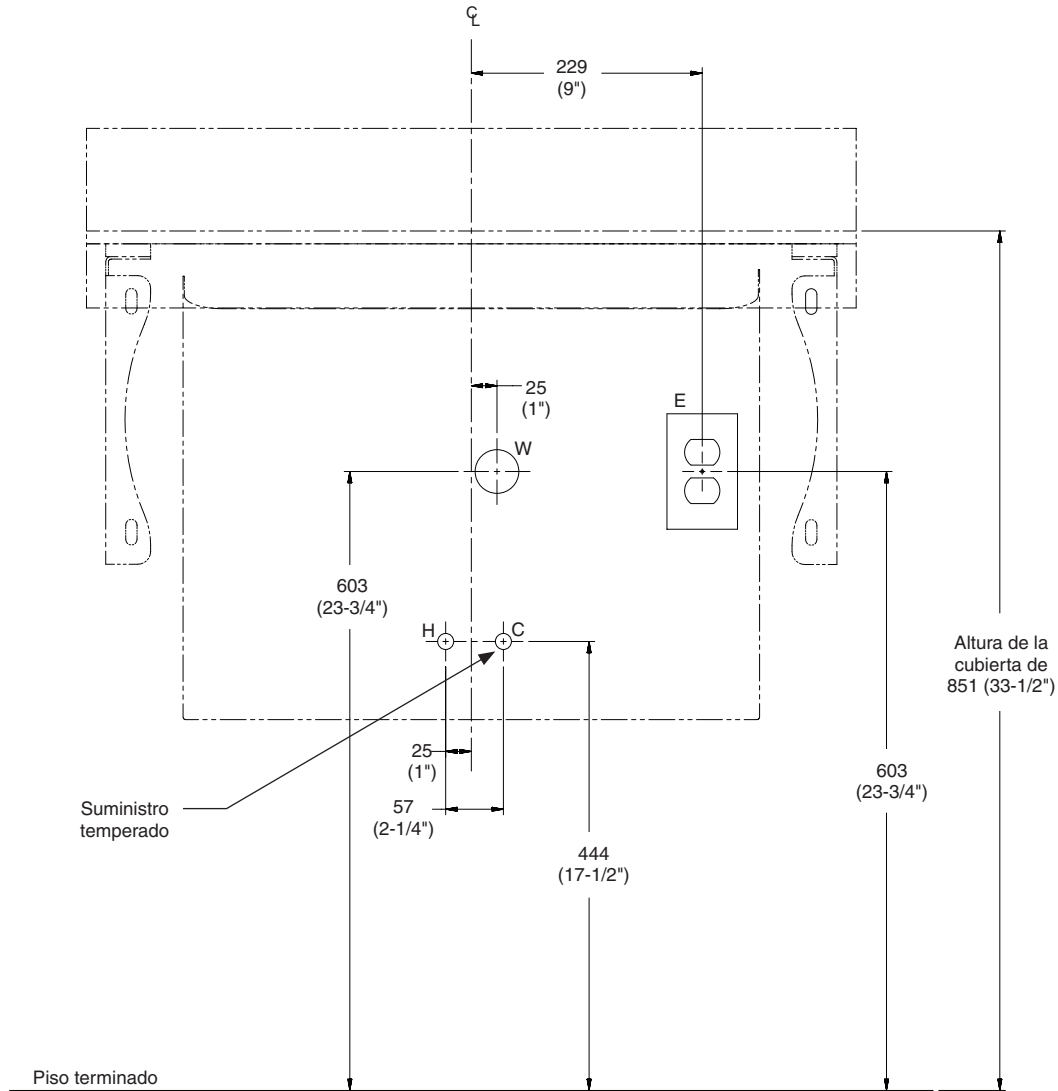 ℄
229
(9")
25
(1")
E
W
603
(23-3/4")
H
C
Altura de la
cubierta de
851 (33-1/2")
25
(1")
603
(23-3/4")
Suministro
temperado
57
(2-1/4")
444
(17-1/2")
Piso terminado